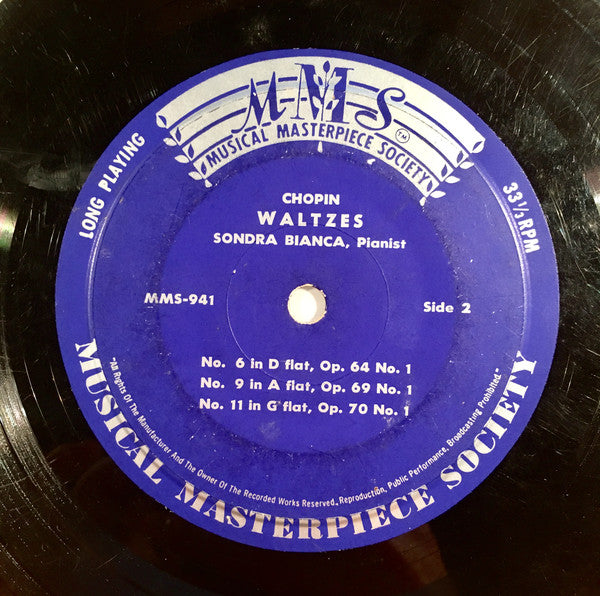 MMS
MUSICAL MASTERPIECE SOCIETY TM
LONG PLAYING
33 1/3 RPM
CHOPIN
WALTZES
SONDRA BIANCA, Pianist
MMS-941
Side 2
No. 6 in D flat, Op. 64 No. 1
No. 9 in A flat, Op. 69 No. 1
No. 11 in G flat, Op. 70 No. 1
"All Rights Of The Manufacturer And The Owner Of The Recorded Works Reserved. Reproduction, Public Performance, Broadcasting Prohibited."
MUSICAL MASTERPIECE SOCIETY